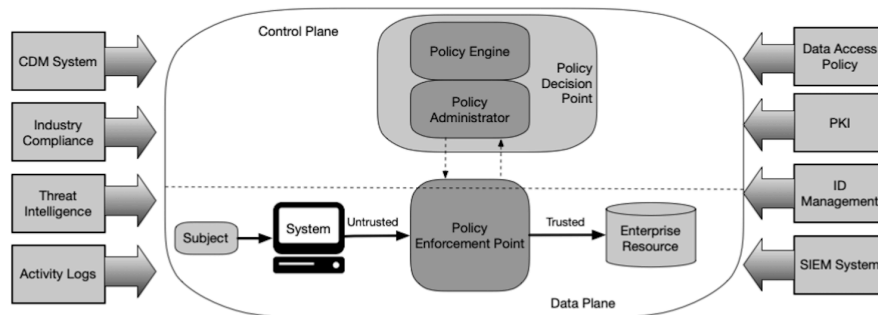 Control Plane
CDM System
Industry
Compliance
Threat
Intelligence
Activity Logs
Policy Engine
Policy
Administrator
Policy
Decision
Point
Subject
System
Untrusted
Policy
Enforcement Point
Trusted
Enterprise
Resource
Data Plane
Data Access
Policy
PKI
ID
Management
SIEM System